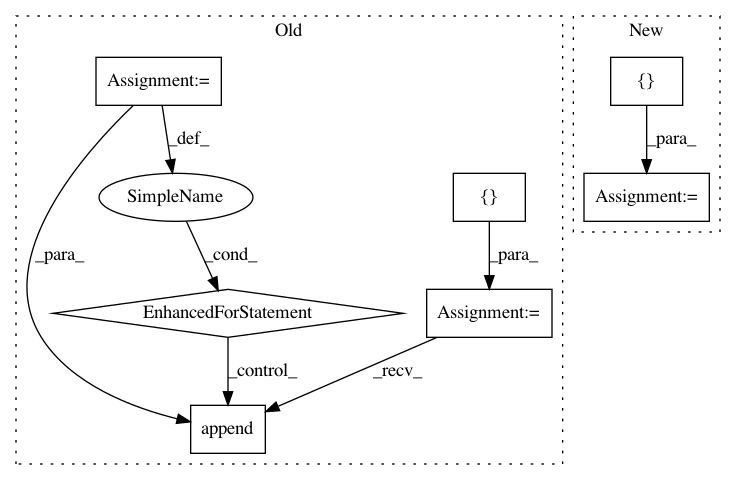 Old
New
Assignment:=
{}
_def_
_para_
SimpleName
{}
Assignment:=
_para_
_cond_
_para_
EnhancedForStatement
Assignment:=
_control_
_recv_
append